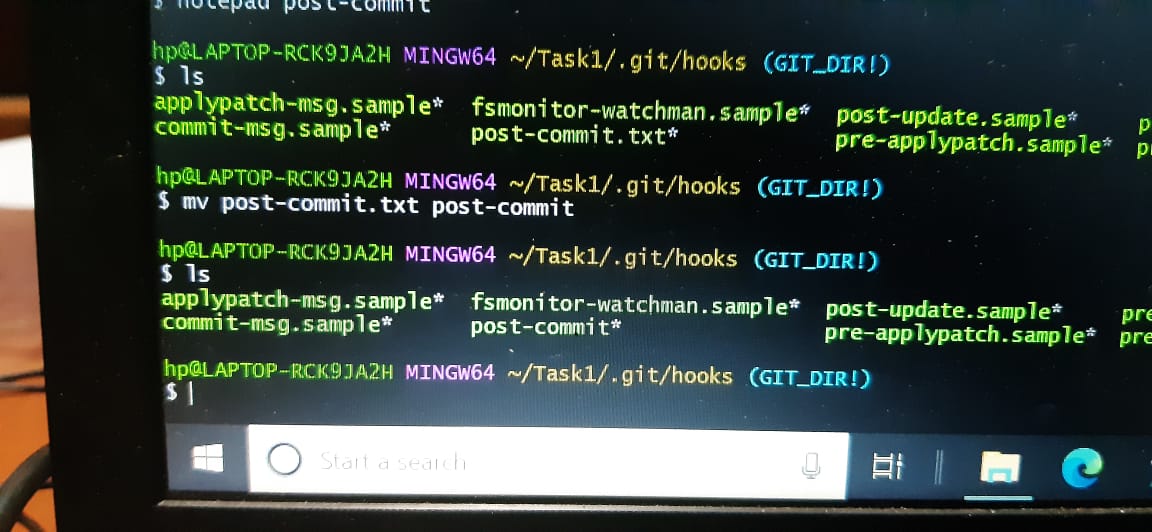 $ notepad post-commit
hp@LAPTOP-RCK9JA2H MINGW64 ~/Task1/.git/hooks (GIT_DIR!)
$ ls
applypatch-msg.sample* fsmonitor-watchman.sample* post-update.sample* p
commit-msg.sample* post-commit.txt* pre-applypatch.sample* p
hp@LAPTOP-RCK9JA2H MINGW64 ~/Task1/.git/hooks (GIT_DIR!)
$ mv post-commit.txt post-commit
hp@LAPTOP-RCK9JA2H MINGW64 ~/Task1/.git/hooks (GIT_DIR!)
$ ls
applypatch-msg.sample* fsmonitor-watchman.sample* post-update.sample* pre
commit-msg.sample* post-commit* pre-applypatch.sample* pre
hp@LAPTOP-RCK9JA2H MINGW64 ~/Task1/.git/hooks (GIT_DIR!)
$
Start a search